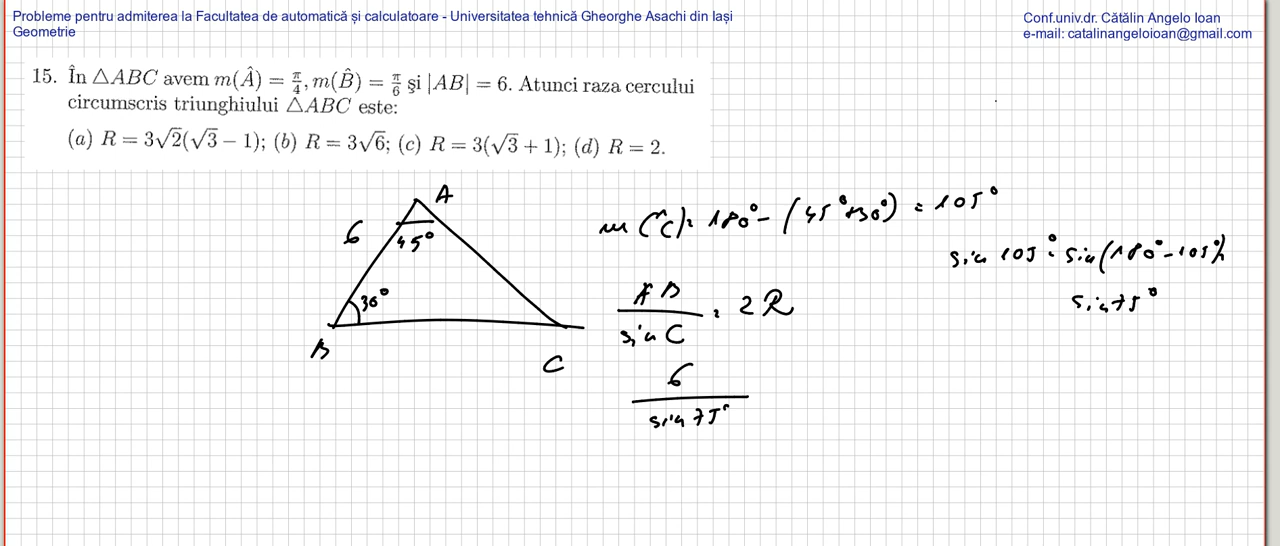 Probleme pentru admiterea la Facultatea de automatică și calculatoare - Universitatea tehnică Gheorghe Asachi din Iași
Geometrie
Conf.univ.dr. Cătălin Angelo Ioan
e-mail: catalinangeloioan@gmail.com
15. În △ABC avem m(Â) = π/4, m(B̂) = π/6 şi |AB| = 6. Atunci raza cercului
circumscris triunghiului △ABC este:
(a) R = 3√2(√3 − 1); (b) R = 3√6; (c) R = 3(√3 + 1); (d) R = 2.
A
6
45°
30°
B
C
m(Ĉ) = 180° - (45°+30°) = 105°
sin 105° = sin(180°-105°)=
sin 75°
AB / sin C = 2R
6 / sin 75°